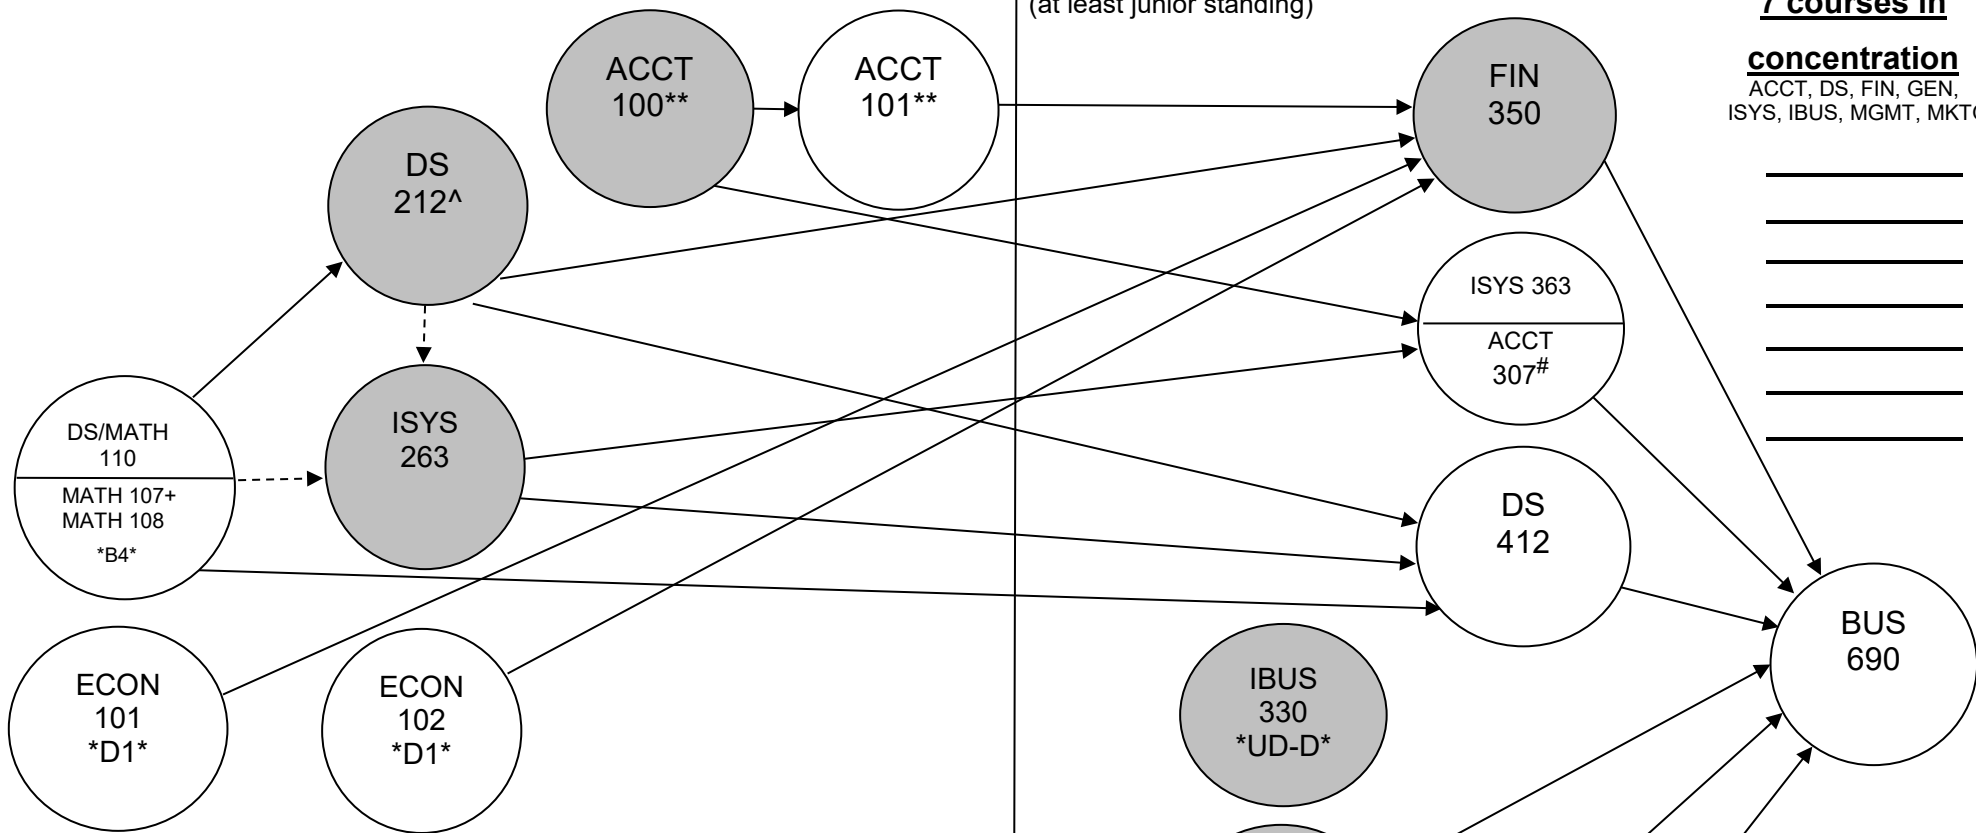 (at least junior standing)
7 courses in
concentration
ACCT, DS, FIN, GEN,
ISYS, IBUS, MGMT, MKTG
ACCT
100**
ACCT
101**
FIN
350
DS
212^
ISYS 363
ACCT
307#
ISYS
263
DS/MATH
110
MATH 107+
MATH 108
*B4*
DS
412
BUS
690
ECON
101
*D1*
ECON
102
*D1*
IBUS
330
*UD-D*